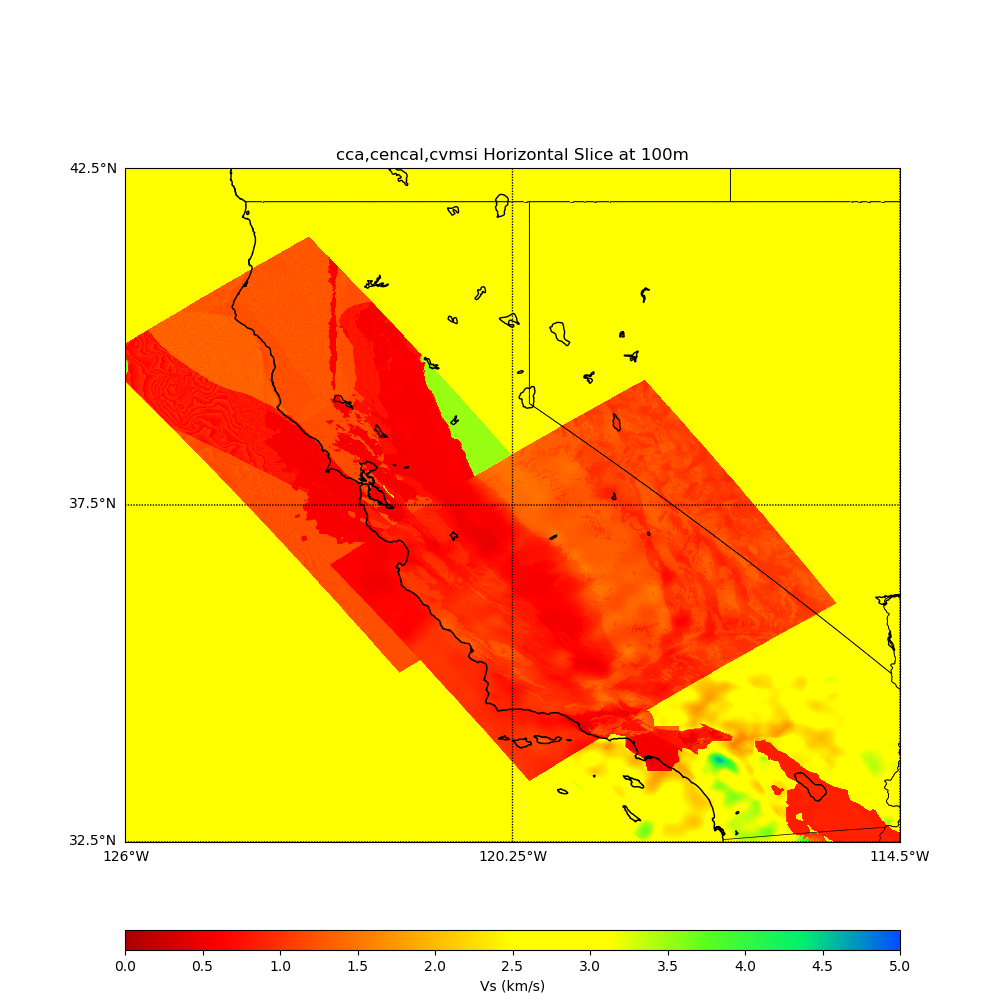 cca,cencal,cvmsi Horizontal Slice at 100m
42.5°N
37.5°N
32.5°N
126°W 120.25°W 114.5°W
0.0 0.5 1.0 1.5 2.0 2.5 3.0 3.5 4.0 4.5 5.0
Vs (km/s)